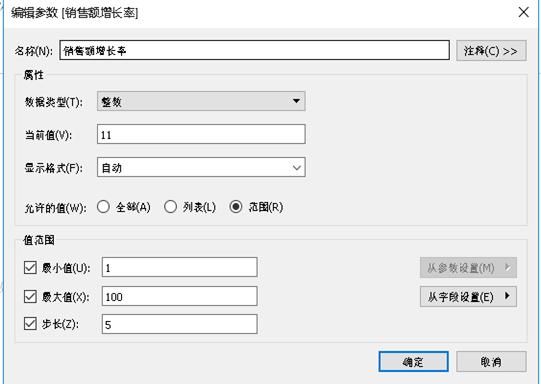 编辑参数 [销售额增长率]
名称(N): 销售额增长率 注释(C) >>
属性
数据类型(T): 整数
当前值(V): 11
显示格式(F): 自动
允许的值(W): 全部(A) 列表(L) 范围(R)
值范围
最小值(U): 1 从参数设置(M)
最大值(X): 100 从字段设置(E)
步长(Z): 5
确定 取消